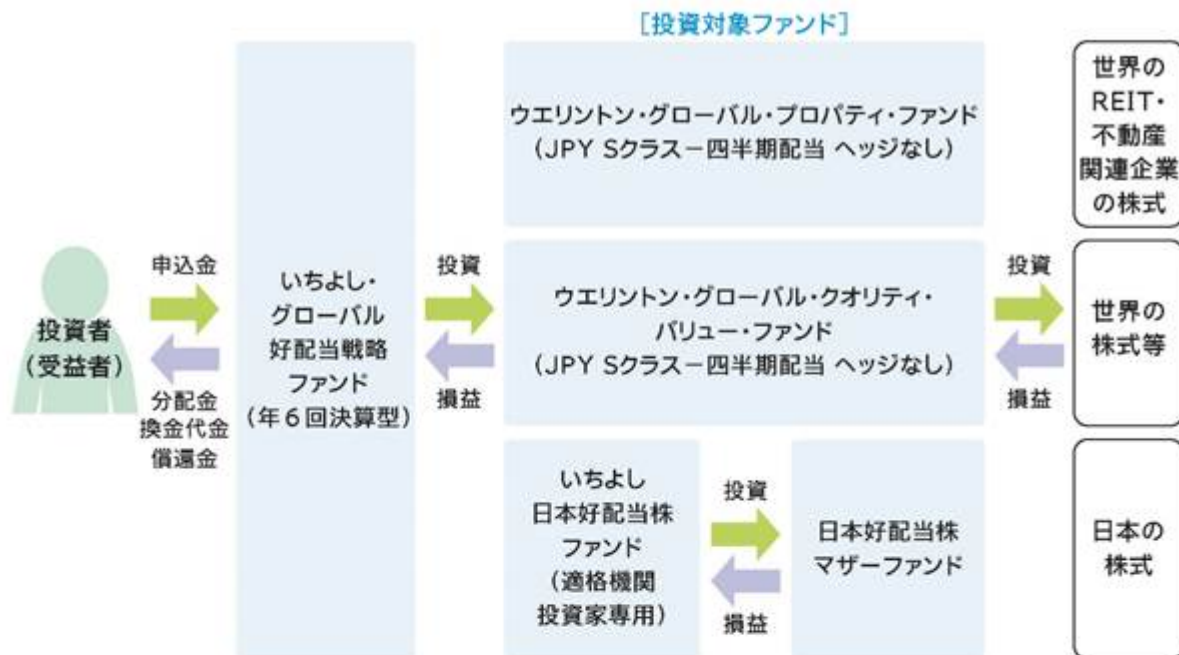 [投資対象ファンド]
ウエリントン・グローバル・プロパティ・ファンド
（JPY Sクラス－四半期配当 ヘッジなし）
世界の
REIT・
不動産
関連企業
の株式
投資者
（受益者）
申込金
分配金
換金代金
償還金
いちよし・
グローバル
好配当戦略
ファンド
（年６回決算型）
投資
損益
ウエリントン・グローバル・クオリティ・
バリュー・ファンド
（JPY Sクラス－四半期配当 ヘッジなし）
投資
損益
世界の
株式等
いちよし
日本好配当株
ファンド
（適格機関
投資家専用）
投資
損益
日本好配当株
マザーファンド
日本の
株式